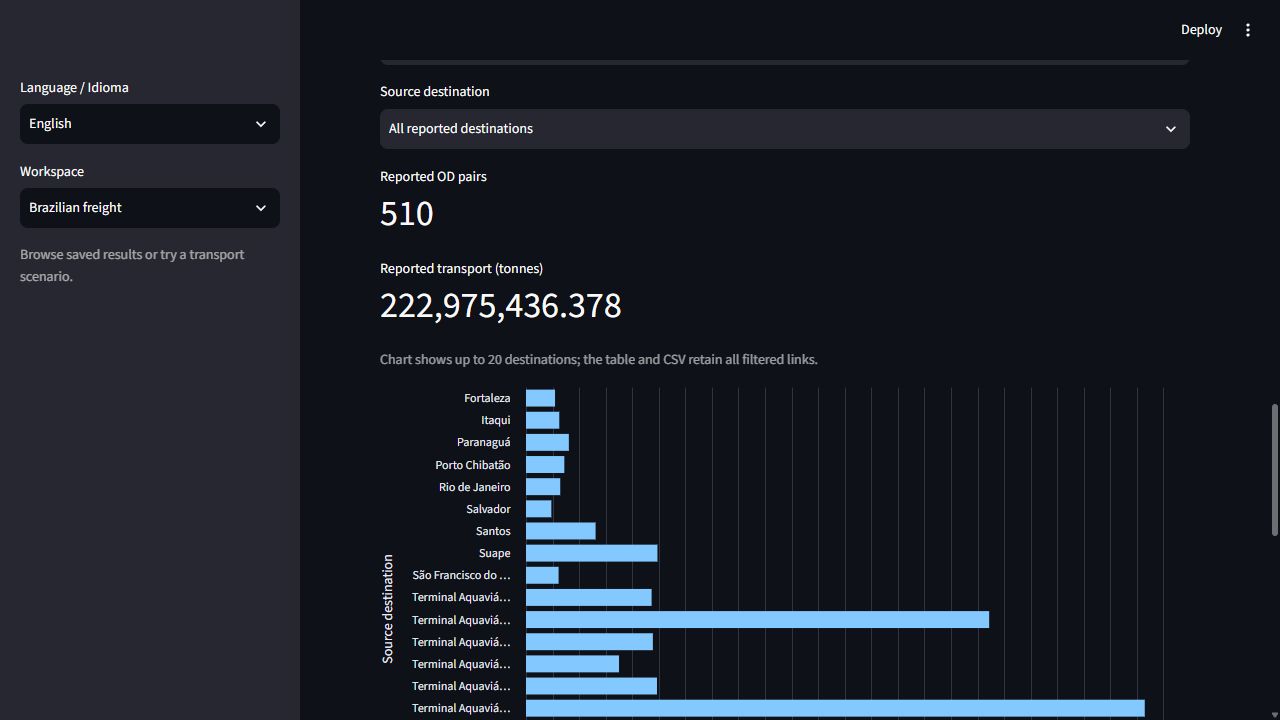 Deploy
Language / Idioma
English
Workspace
Brazilian freight
Browse saved results or try a transport
scenario.
Source destination
All reported destinations
Reported OD pairs
510
Reported transport (tonnes)
222,975,436.378
Chart shows up to 20 destinations; the table and CSV retain all filtered links.
Source destination
Fortaleza
Itaqui
Paranaguá
Porto Chibatão
Rio de Janeiro
Salvador
Santos
Suape
São Francisco do ...
Terminal Aquaviá...
Terminal Aquaviá...
Terminal Aquaviá...
Terminal Aquaviá...
Terminal Aquaviá...
Terminal Aquaviá...